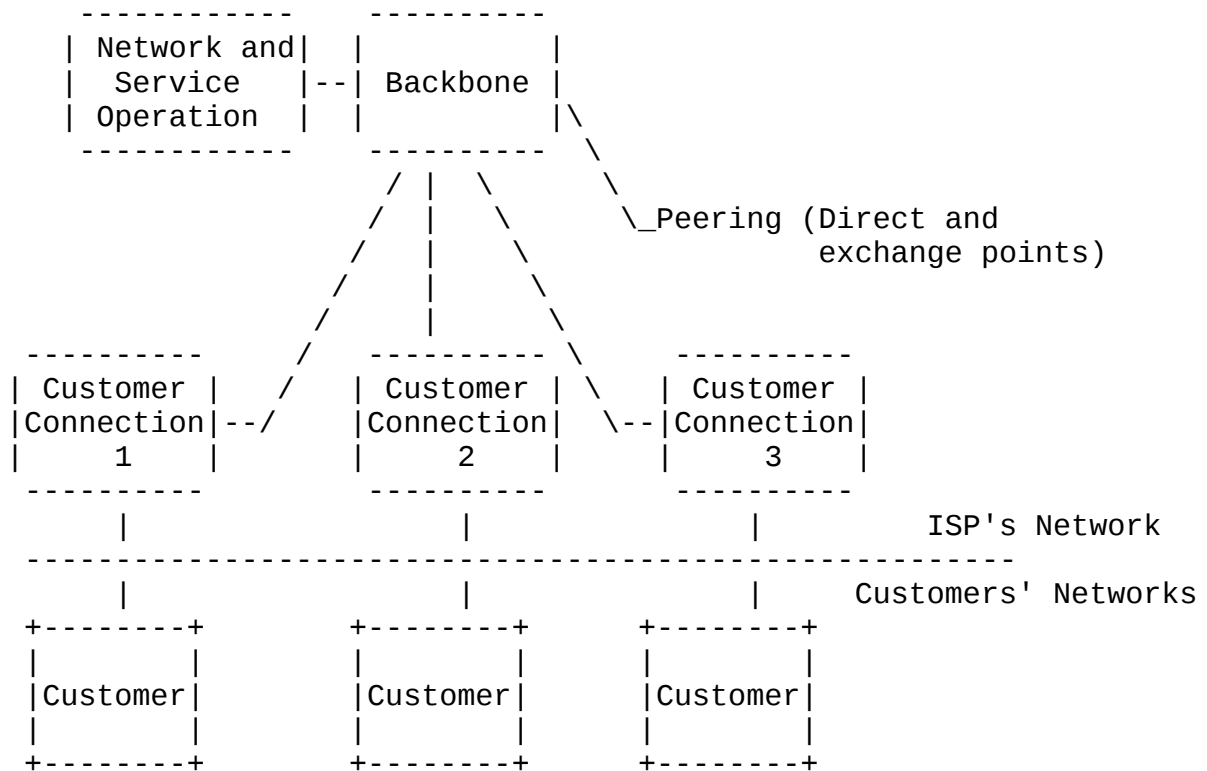 Network and
Service
Operation
Backbone
Peering (Direct and
exchange points)
Customer
Connection
1
Customer
Connection
2
Customer
Connection
3
ISP's Network
Customers' Networks
Customer
Customer
Customer